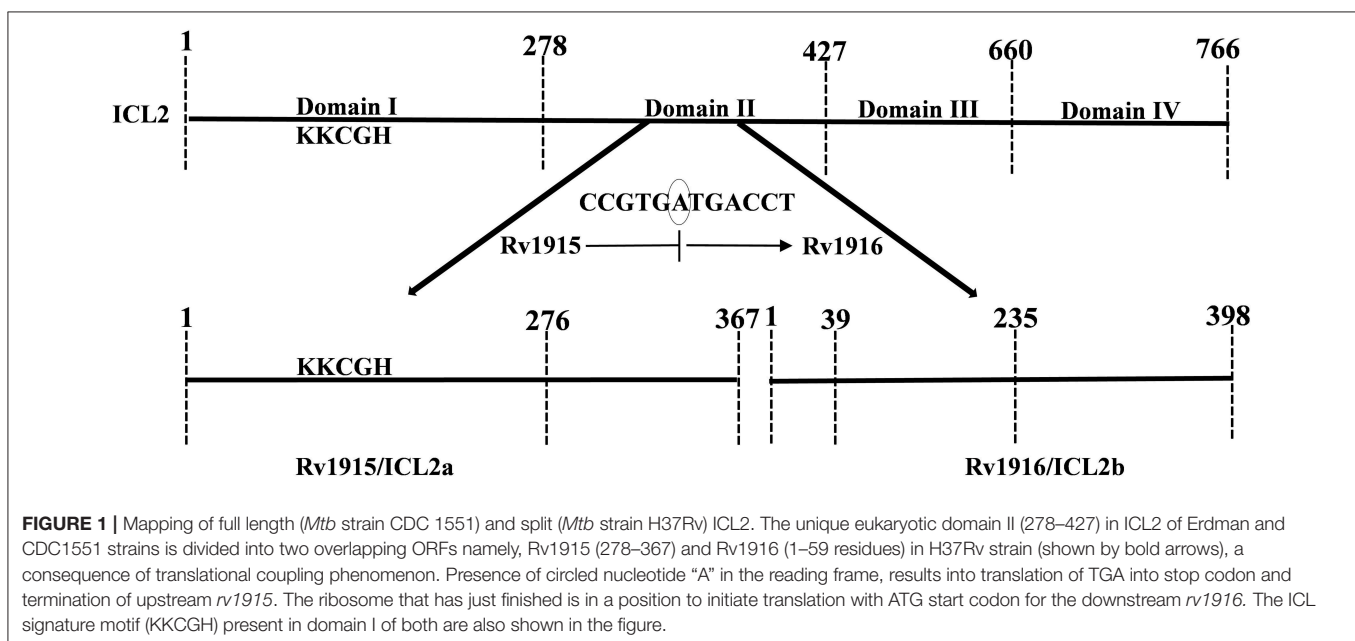 1 278 427 660 766
ICL2 Domain I Domain II Domain III Domain IV
KKCGH
CCGTGATGACCT
Rv1915 Rv1916
1 276 367 1 39 235 398
KKCGH
Rv1915/ICL2a Rv1916/ICL2b
FIGURE 1 | Mapping of full length (Mtb strain CDC 1551) and split (Mtb strain H37Rv) ICL2. The unique eukaryotic domain II (278–427) in ICL2 of Erdman and
CDC1551 strains is divided into two overlapping ORFs namely, Rv1915 (278–367) and Rv1916 (1–59 residues) in H37Rv strain (shown by bold arrows), a
consequence of translational coupling phenomenon. Presence of circled nucleotide “A” in the reading frame, results into translation of TGA into stop codon and
termination of upstream rv1915. The ribosome that has just finished is in a position to initiate translation with ATG start codon for the downstream rv1916. The ICL
signature motif (KKCGH) present in domain I of both are also shown in the figure.